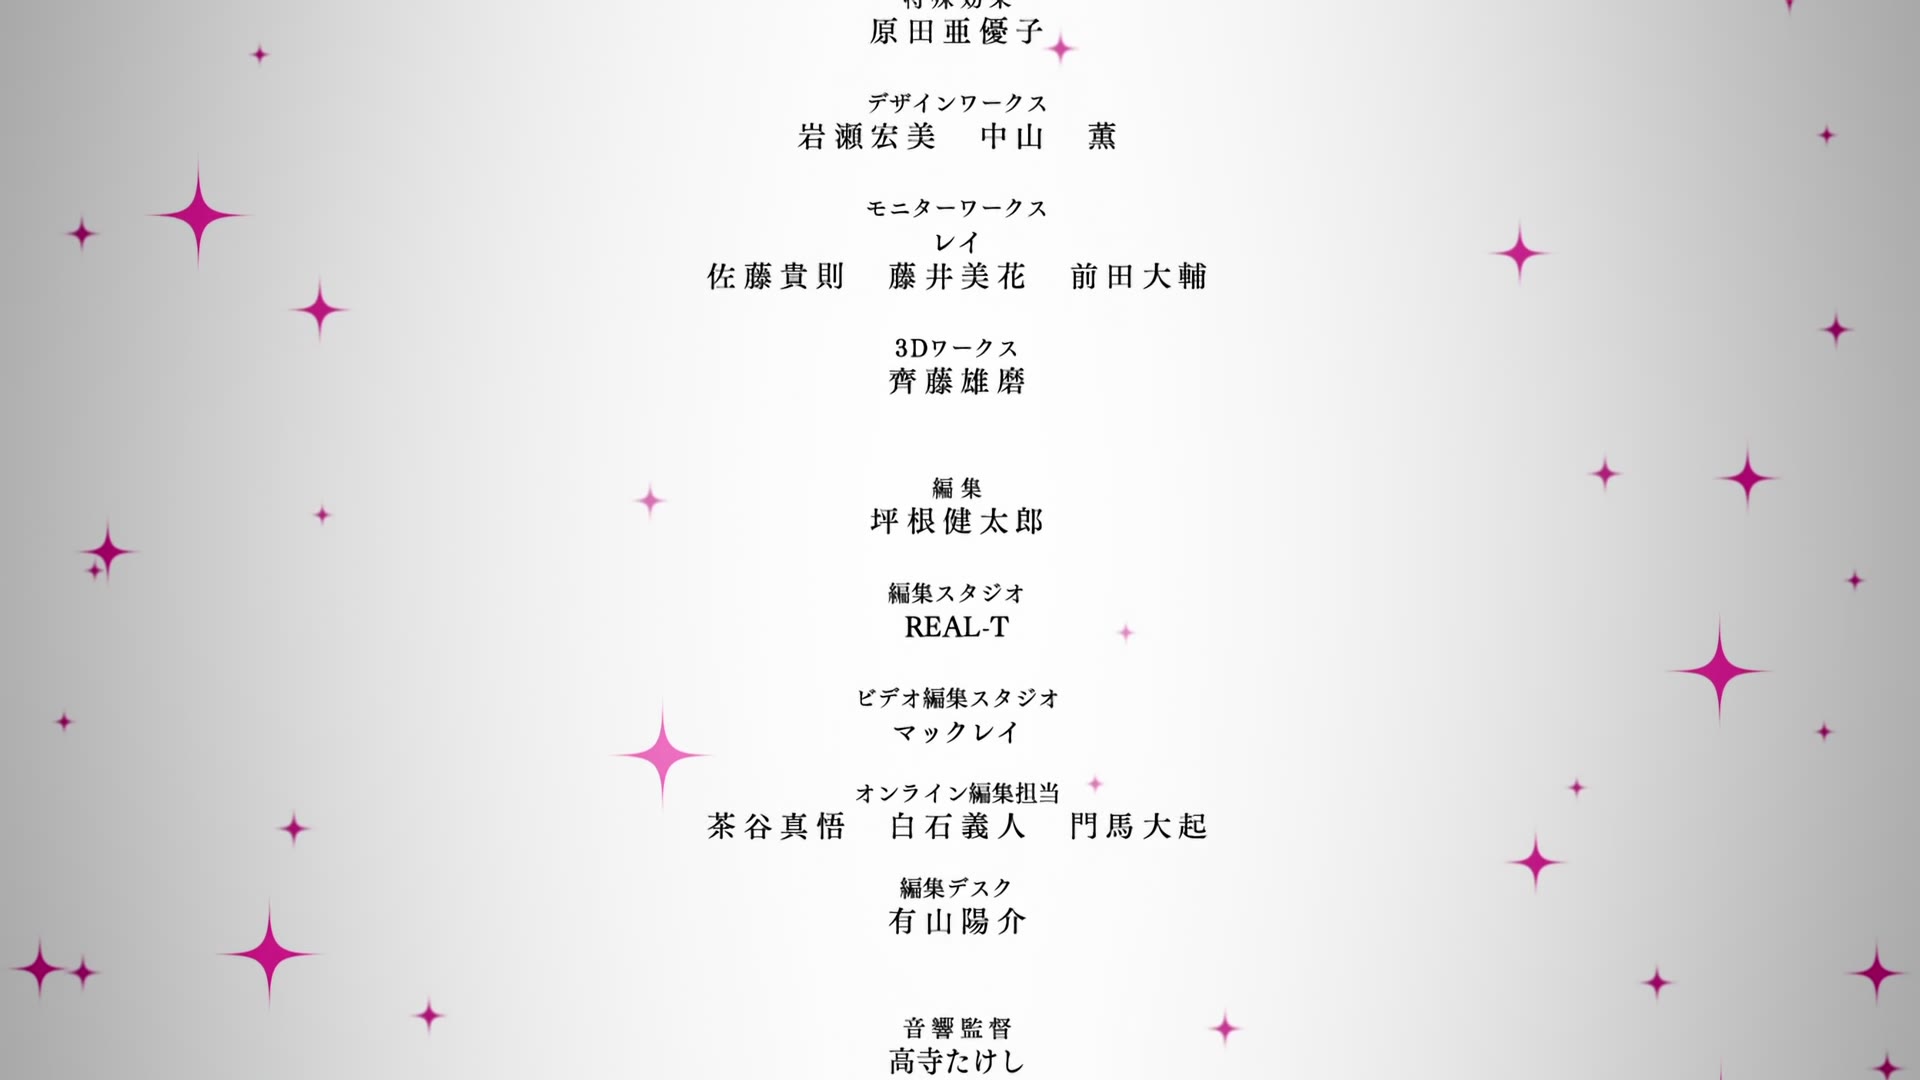 特殊効果
原田亜優子
デザインワークス
岩瀬宏美 中山 薫
モニターワークス
レイ
佐藤貴則 藤井美花 前田大輔
3Dワークス
齊藤雄磨
編集
坪根健太郎
編集スタジオ
REAL-T
ビデオ編集スタジオ
マックレイ
オンライン編集担当
茶谷真悟 白石義人 門馬大起
編集デスク
有山陽介
音響監督
高寺たけし